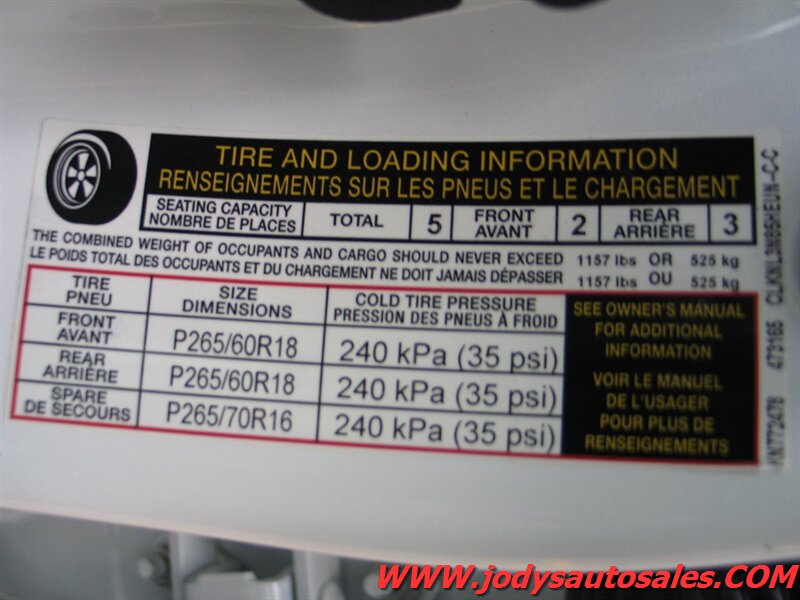 TIRE AND LOADING INFORMATION
RENSEIGNEMENTS SUR LES PNEUS ET LE CHARGEMENT
SEATING CAPACITY
NOMBRE DE PLACES
TOTAL 5
FRONT
AVANT
2
REAR
ARRIÈRE
3
THE COMBINED WEIGHT OF OCCUPANTS AND CARGO SHOULD NEVER EXCEED 1157 lbs OR 525 kg
LE POIDS TOTAL DES OCCUPANTS ET DU CHARGEMENT NE DOIT JAMAIS DÉPASSER 1157 lbs OU 525 kg
TIRE
PNEU
SIZE
DIMENSIONS
COLD TIRE PRESSURE
PRESSION DES PNEUS À FROID
FRONT
AVANT
P265/60R18
240 kPa (35 psi)
REAR
ARRIÈRE
P265/60R18
240 kPa (35 psi)
SPARE
DE SECOURS
P265/70R16
240 kPa (35 psi)
SEE OWNER'S MANUAL
FOR ADDITIONAL
INFORMATION
VOIR LE MANUEL
DE L'USAGER
POUR PLUS DE
RENSEIGNEMENTS
473165
WWW.jodysautosales.COM